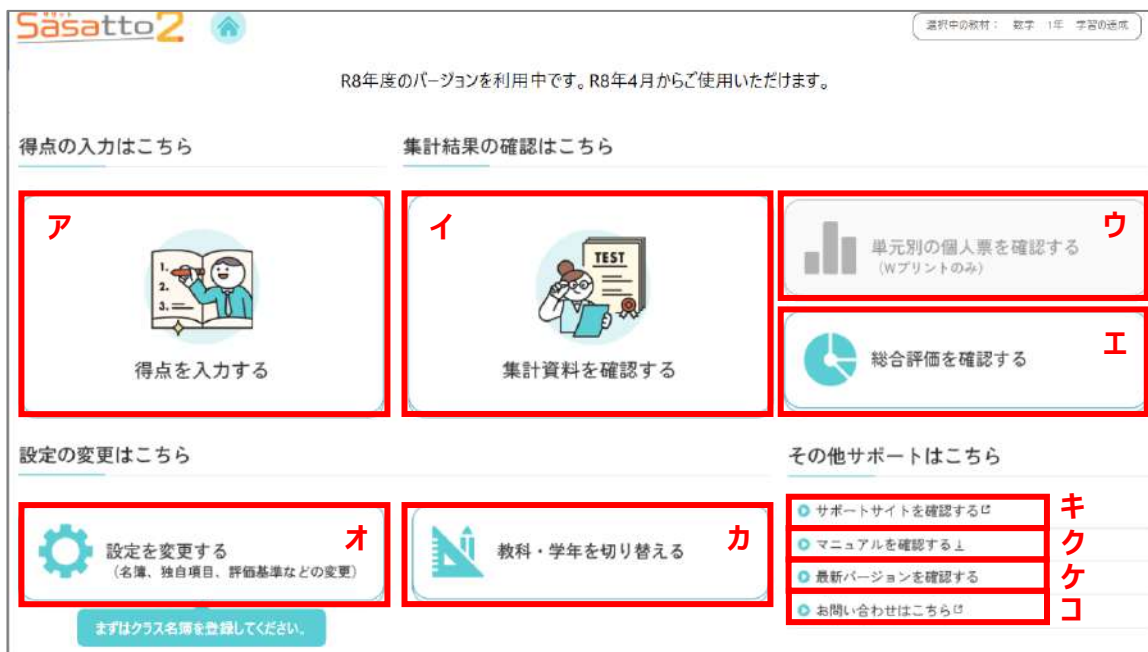 ササット
Sasatto2
選択中の教材： 数学 1年 学習の達成
R8年度のバージョンを利用中です。R8年4月からご使用いただけます。
得点の入力はこちら
集計結果の確認はこちら
ア
1.
2.
3.
得点を入力する
イ
TEST
集計資料を確認する
ウ
単元別の個人票を確認する
(Wプリントのみ)
エ
総合評価を確認する
設定の変更はこちら
オ
設定を変更する
(名簿、独自項目、評価基準などの変更)
まずはクラス名簿を登録してください。
カ
教科・学年を切り替える
その他サポートはこちら
サポートサイトを確認する
キ
マニュアルを確認する
ク
最新バージョンを確認する
ケ
お問い合わせはこちら
コ